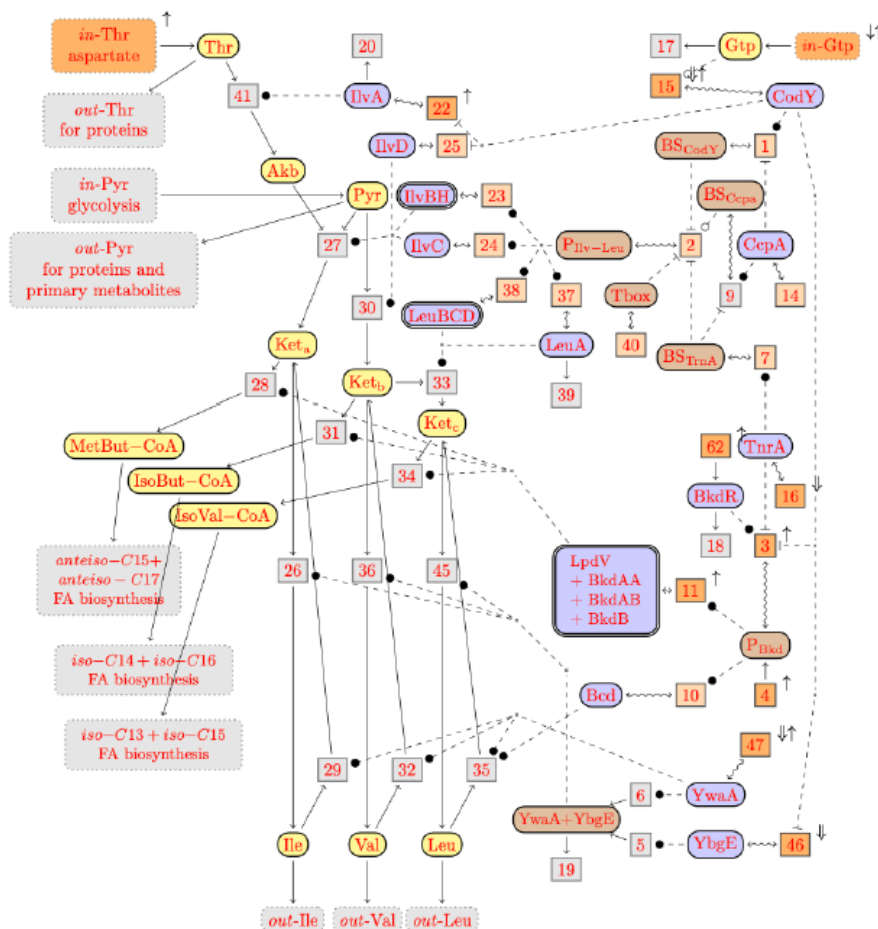 in-Thr
aspartate
↑
Thr
20
17
Gtp
in-Gtp
↓↑
15
⇓↑
41
IlvA
22
↑
CodY
out-Thr
for proteins
IlvD
25
BS_CodY
1
Akb
in-Pyr
glycolysis
Pyr
IlvBH
23
BS_Ccpa
out-Pyr
for proteins and
primary metabolites
27
IlvC
24
P_Ilv−Leu
2
CcpA
38
37
Tbox
9
14
30
LeuBCD
Ket_a
LeuA
40
BS_TrnA
7
28
Ket_b
33
39
Ket_c
31
MetBut−CoA
34
62
↑
TnrA
IsoBut−CoA
BkdR
16
⇓
IsoVal−CoA
18
3
↑
anteiso−C15+
anteiso − C17
FA biosynthesis
26
36
45
LpdV
+ BkdAA
+ BkdAB
+ BkdB
11
↑
iso−C14 + iso−C16
FA biosynthesis
P_Bkd
Bcd
10
4
↑
iso−C13 + iso−C15
FA biosynthesis
47
⇓↑
29
32
35
6
YwaA
YwaA+YbgE
Ile
Val
Leu
5
YbgE
46
⇓
19
out-Ile
out-Val
out-Leu